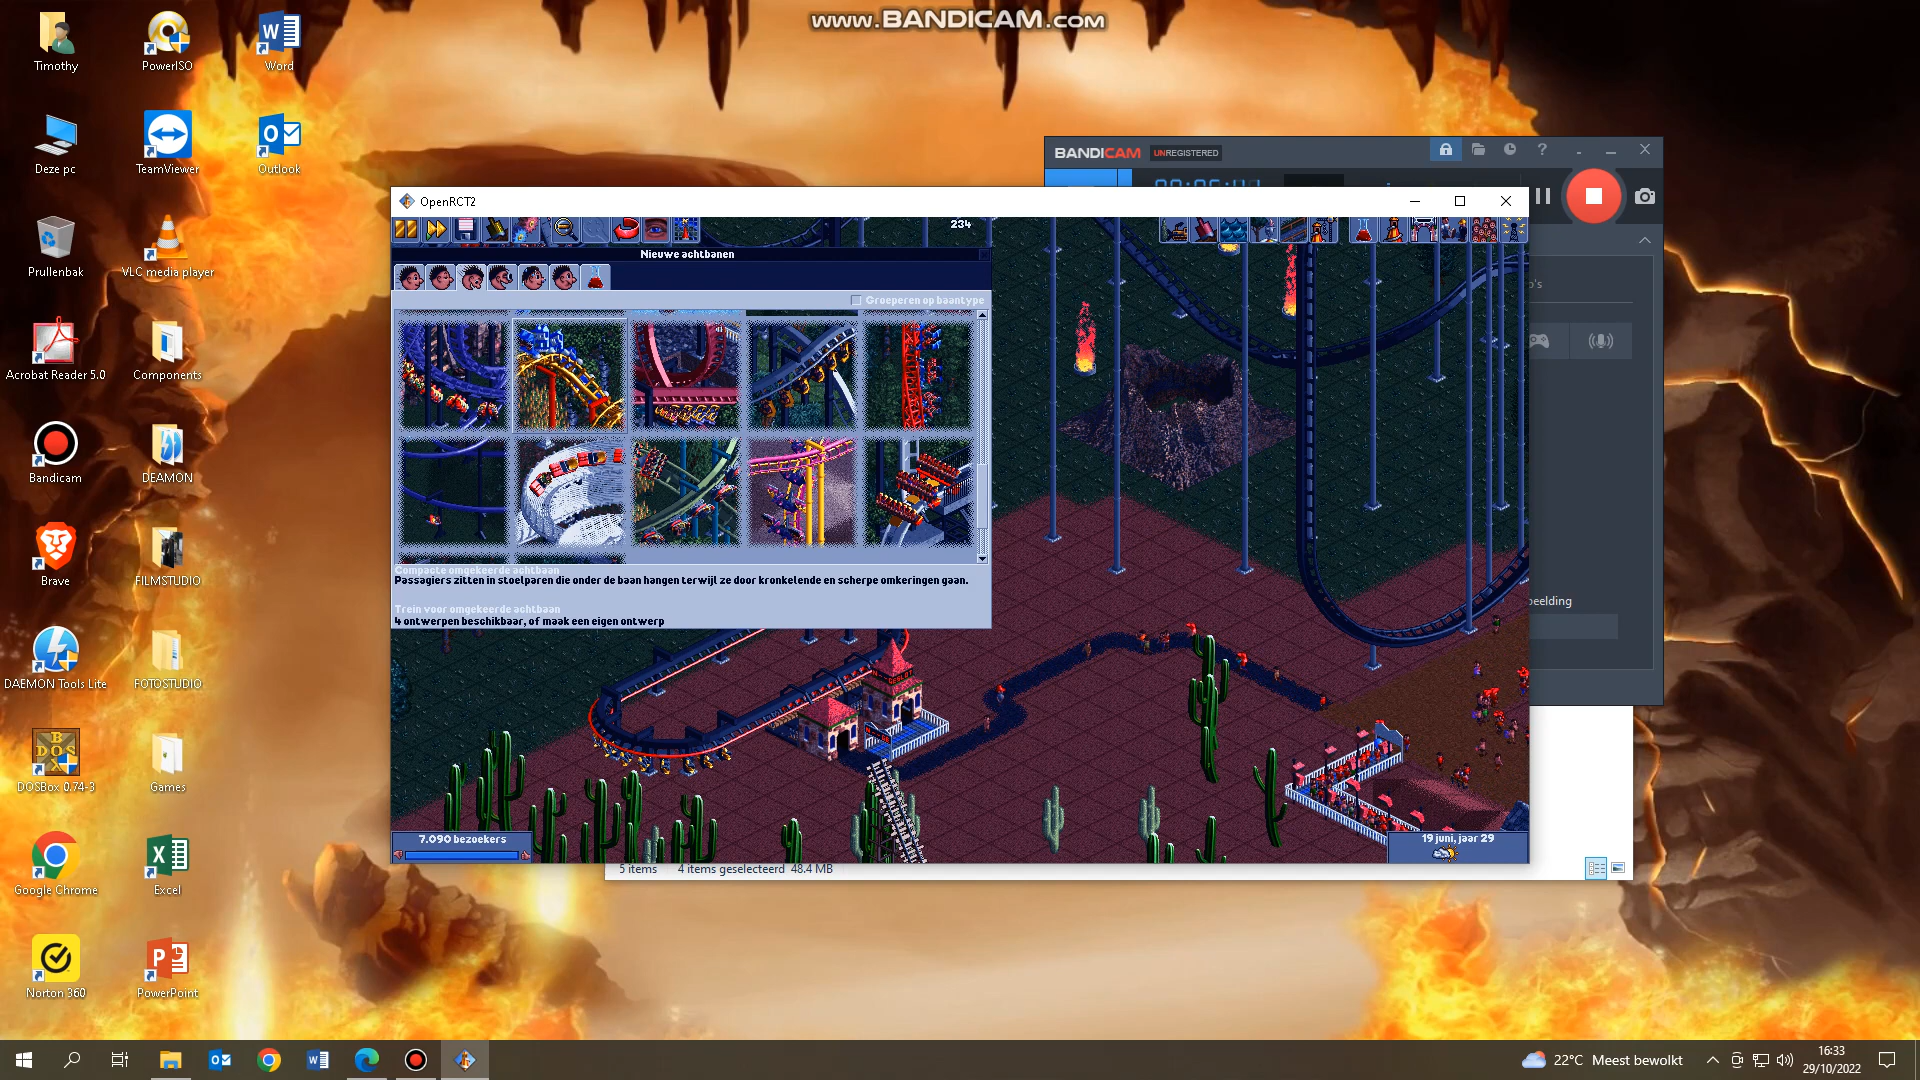 www.BANDICAM.com
Timothy
PowerISO
Word
Deze pc
TeamViewer
Outlook
Prullenbak
VLC media player
Acrobat Reader 5.0
Components
Bandicam
DEAMON
Brave
FILMSTUDIO
DAEMON Tools Lite
FOTOSTUDIO
DOSBox 0.74-3
Games
Google Chrome
Excel
Norton 360
PowerPoint
BANDICAM
UNREGISTERED
OpenRCT2
234
Nieuwe achtbanen
Groeperen op baantype
Compacte omgekeerde achtbaan
Passagiers zitten in stoelparen die onder de baan hangen terwijl ze door kronkelende en scherpe omkeringen gaan.
Trein voor omgekeerde achtbaan
4 ontwerpen beschikbaar, of maak een eigen ontwerp
7.090 bezoekers
19 juni, jaar 29
5 items
4 items geselecteerd 48.4 MB
22°C Meest bewolkt
16:33
29/10/2022